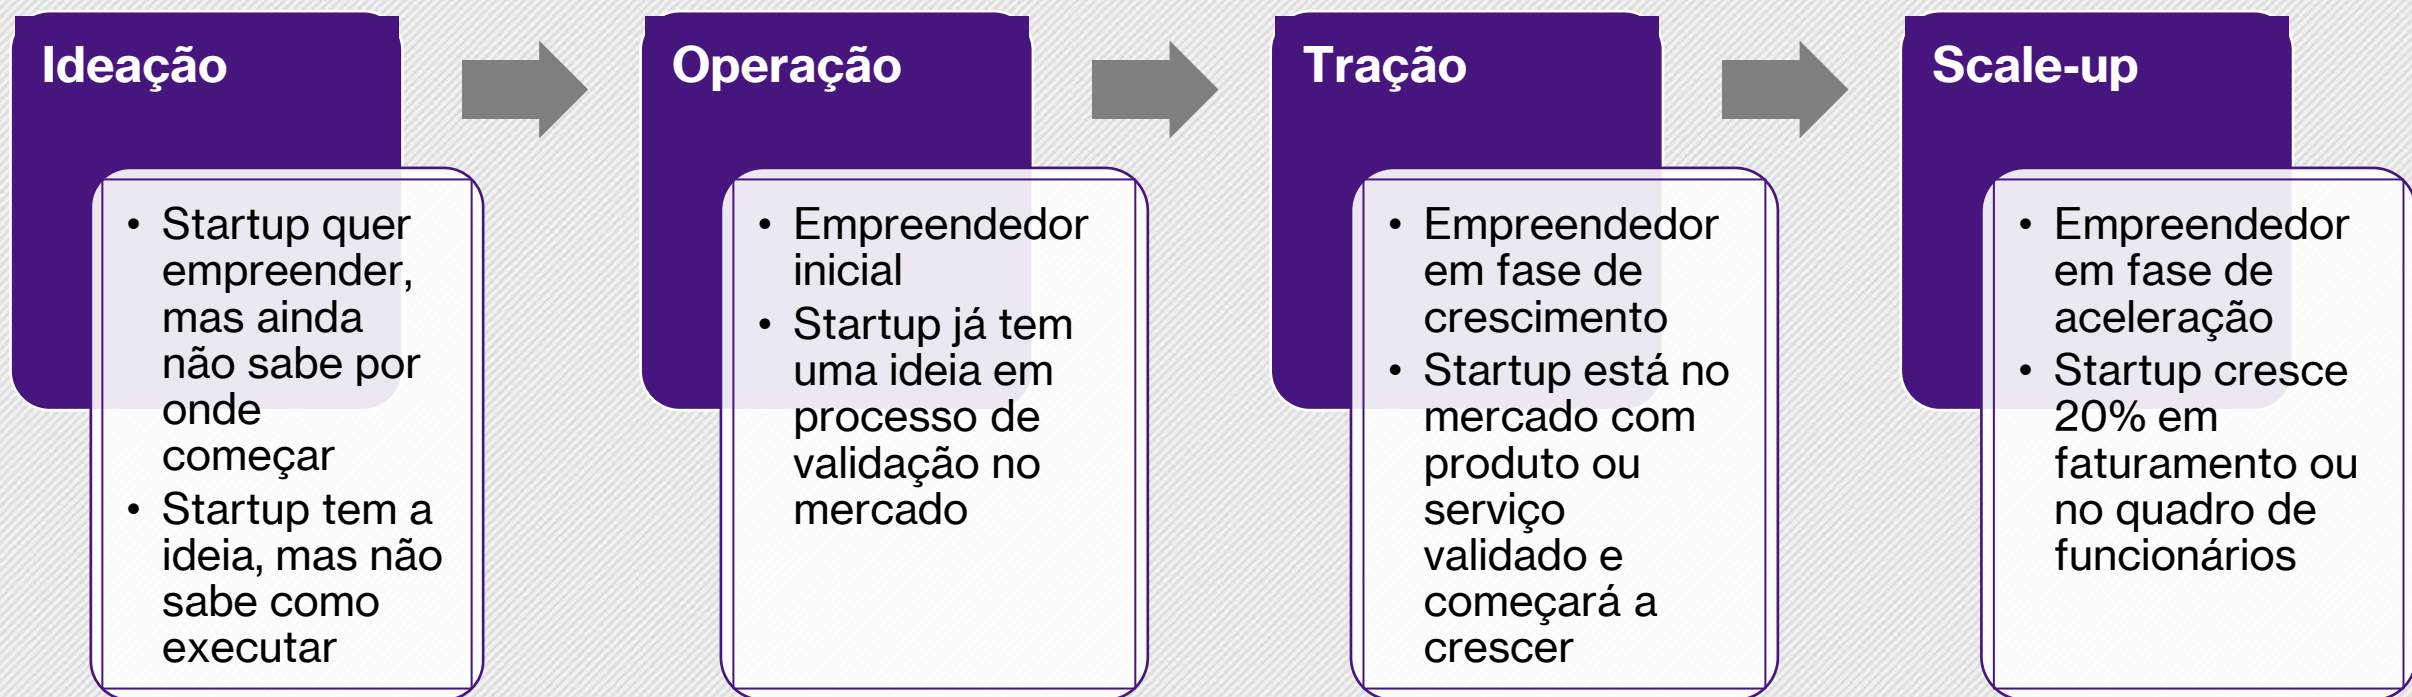 Ideação
• Startup quer
empreender,
mas ainda
não sabe por
onde
começar
• Startup tem a
ideia, mas não
sabe como
executar
Operação
• Empreendedor
inicial
• Startup já tem
uma ideia em
processo de
validação no
mercado
Tração
• Empreendedor
em fase de
crescimento
• Startup está no
mercado com
produto ou
serviço
validado e
começará a
crescer
Scale-up
• Empreendedor
em fase de
aceleração
• Startup cresce
20% em
faturamento ou
no quadro de
funcionários